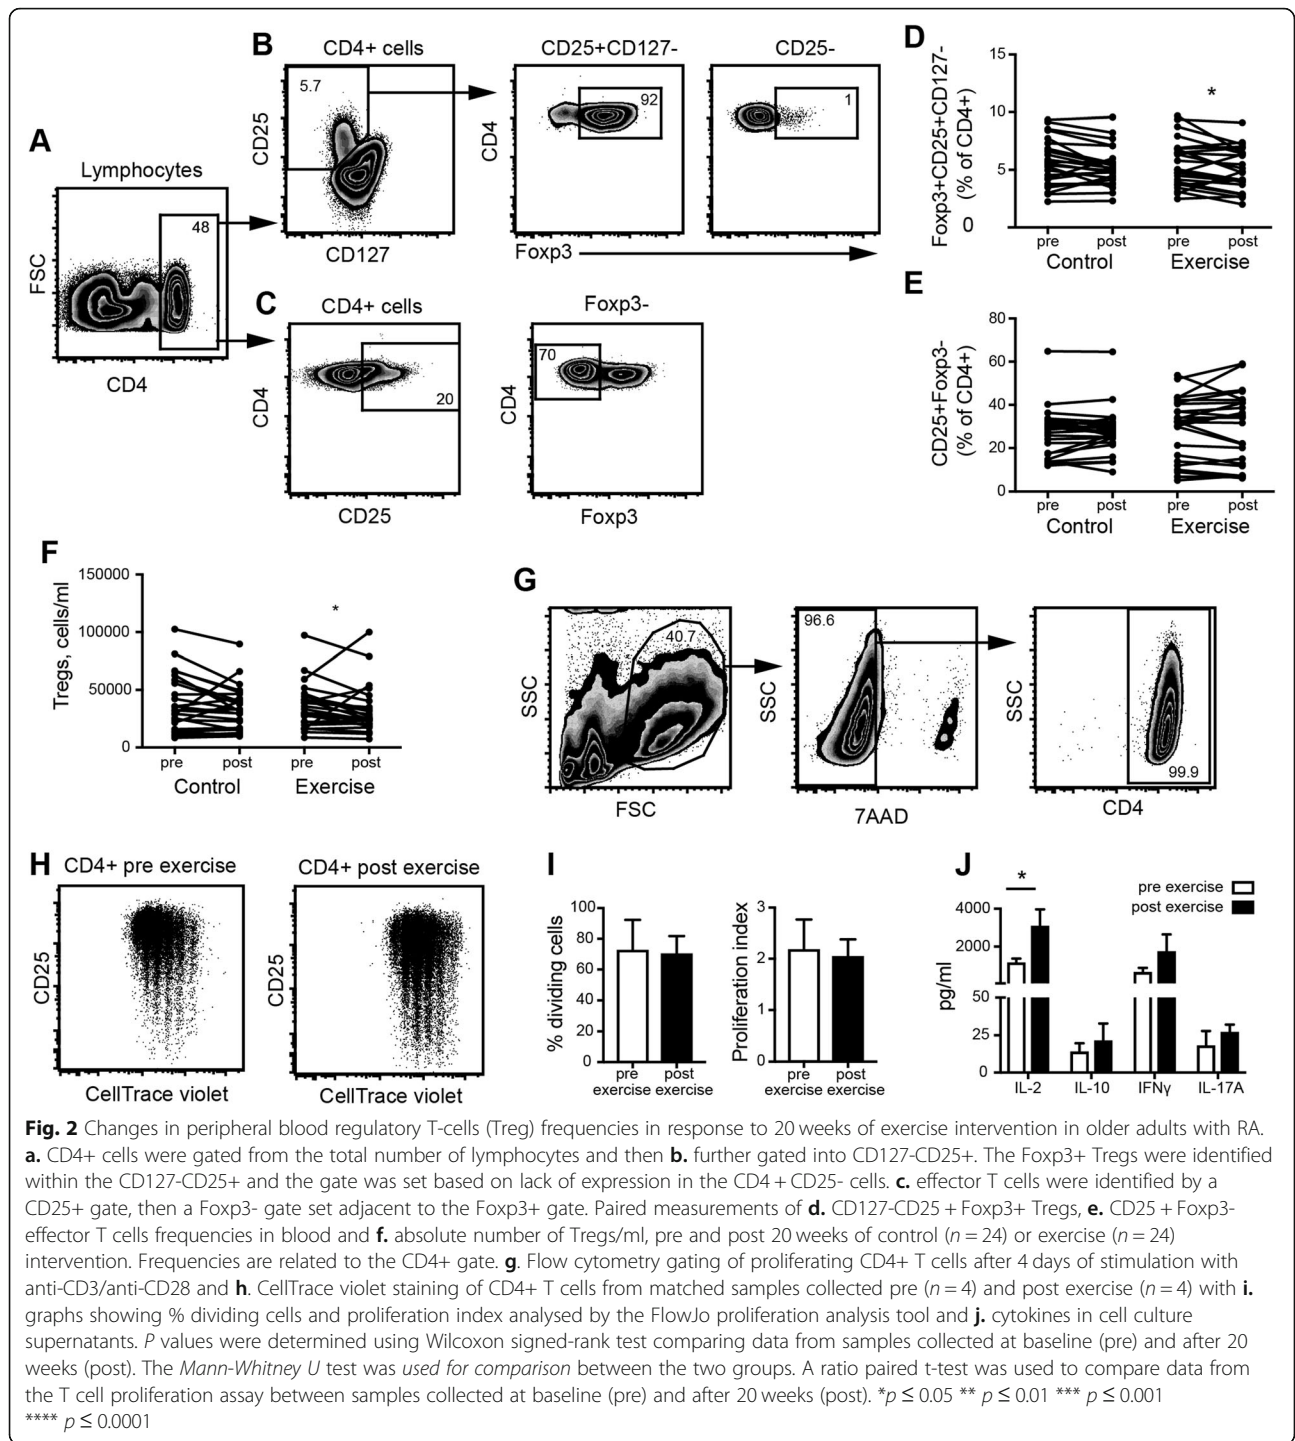 A
Lymphocytes
48
FSC
CD4
B
CD4+ cells
5.7
CD25
CD127
CD25+CD127-
92
CD4
Foxp3
CD25-
1
C
CD4+ cells
20
CD4
CD25
Foxp3-
70
CD4
Foxp3
D
Foxp3+CD25+CD127-
(% of CD4+)
15
10
5
0
*
pre post pre post
Control Exercise
E
CD25+Foxp3-
(% of CD4+)
80
60
40
20
0
pre post pre post
Control Exercise
F
Tregs, cells/ml
150000
100000
50000
0
*
pre post pre post
Control Exercise
G
40.7
SSC
FSC
96.6
SSC
7AAD
99.9
SSC
CD4
H
CD4+ pre exercise
CD25
CellTrace violet
CD4+ post exercise
CD25
CellTrace violet
I
% dividing cells
100
80
60
40
20
0
pre post
exercise exercise
Proliferation index
3
2
1
0
pre post
exercise exercise
J
pre exercise
post exercise
*
pg/ml
4000
2000
50
25
0
IL-2 IL-10 IFNγ IL-17A
Fig. 2 Changes in peripheral blood regulatory T-cells (Treg) frequencies in response to 20 weeks of exercise intervention in older adults with RA.
a. CD4+ cells were gated from the total number of lymphocytes and then b. further gated into CD127-CD25+. The Foxp3+ Tregs were identified
within the CD127-CD25+ and the gate was set based on lack of expression in the CD4 + CD25- cells. c. effector T cells were identified by a
CD25+ gate, then a Foxp3- gate set adjacent to the Foxp3+ gate. Paired measurements of d. CD127-CD25 + Foxp3+ Tregs, e. CD25 + Foxp3-
effector T cells frequencies in blood and f. absolute number of Tregs/ml, pre and post 20 weeks of control (n = 24) or exercise (n = 24)
intervention. Frequencies are related to the CD4+ gate. g. Flow cytometry gating of proliferating CD4+ T cells after 4 days of stimulation with
anti-CD3/anti-CD28 and h. CellTrace violet staining of CD4+ T cells from matched samples collected pre (n = 4) and post exercise (n = 4) with i.
graphs showing % dividing cells and proliferation index analysed by the FlowJo proliferation analysis tool and j. cytokines in cell culture
supernatants. P values were determined using Wilcoxon signed-rank test comparing data from samples collected at baseline (pre) and after 20
weeks (post). The Mann-Whitney U test was used for comparison between the two groups. A ratio paired t-test was used to compare data from
the T cell proliferation assay between samples collected at baseline (pre) and after 20 weeks (post). *p ≤ 0.05 ** p ≤ 0.01 *** p ≤ 0.001
**** p ≤ 0.0001